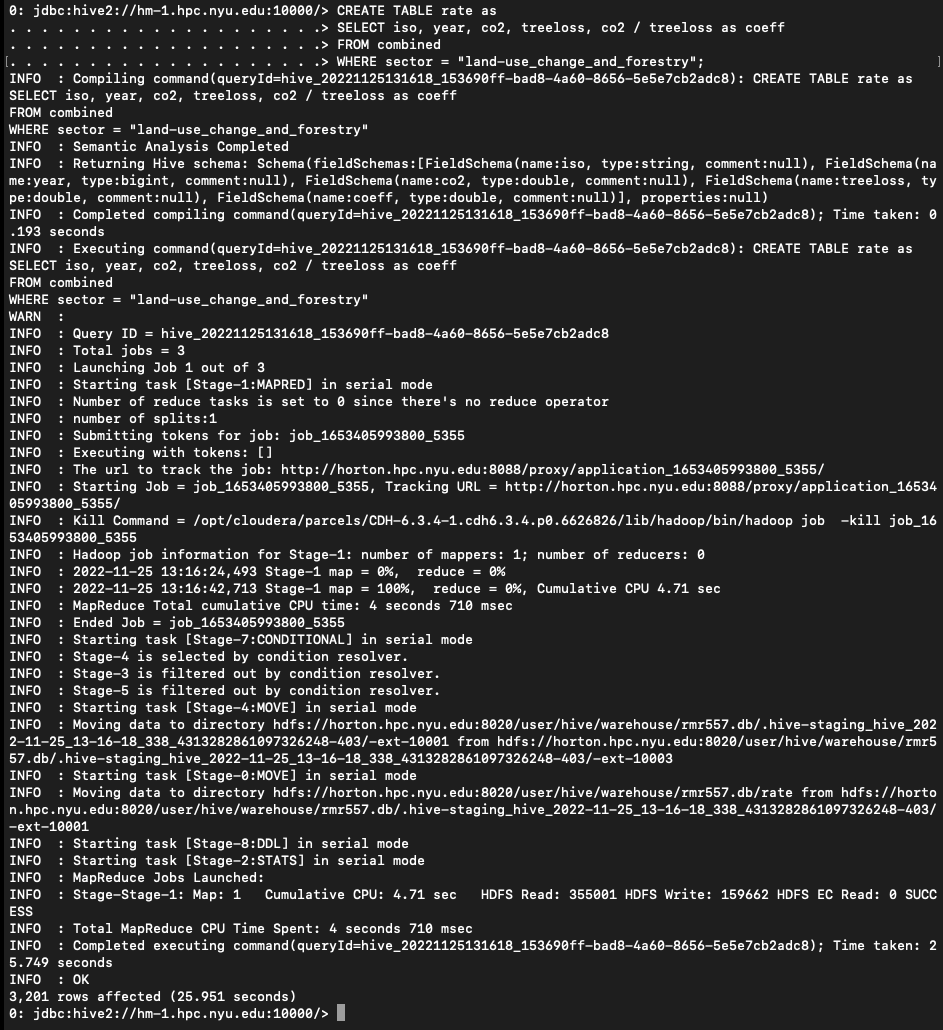 0: jdbc:hive2://hm-1.hpc.nyu.edu:10000/> CREATE TABLE rate as
. . . . . . . . . . . . . . . . . . . .> SELECT iso, year, co2, treeloss, co2 / treeloss as coeff
. . . . . . . . . . . . . . . . . . . .> FROM combined
[. . . . . . . . . . . . . . . . . . . .> WHERE sector = "land-use_change_and_forestry"; ]
INFO  : Compiling command(queryId=hive_20221125131618_153690ff-bad8-4a60-8656-5e5e7cb2adc8): CREATE TABLE rate as
SELECT iso, year, co2, treeloss, co2 / treeloss as coeff
FROM combined
WHERE sector = "land-use_change_and_forestry"
INFO  : Semantic Analysis Completed
INFO  : Returning Hive schema: Schema(fieldSchemas:[FieldSchema(name:iso, type:string, comment:null), FieldSchema(na
me:year, type:bigint, comment:null), FieldSchema(name:co2, type:double, comment:null), FieldSchema(name:treeloss, ty
pe:double, comment:null), FieldSchema(name:coeff, type:double, comment:null)], properties:null)
INFO  : Completed compiling command(queryId=hive_20221125131618_153690ff-bad8-4a60-8656-5e5e7cb2adc8); Time taken: 0
.193 seconds
INFO  : Executing command(queryId=hive_20221125131618_153690ff-bad8-4a60-8656-5e5e7cb2adc8): CREATE TABLE rate as
SELECT iso, year, co2, treeloss, co2 / treeloss as coeff
FROM combined
WHERE sector = "land-use_change_and_forestry"
WARN  :
INFO  : Query ID = hive_20221125131618_153690ff-bad8-4a60-8656-5e5e7cb2adc8
INFO  : Total jobs = 3
INFO  : Launching Job 1 out of 3
INFO  : Starting task [Stage-1:MAPRED] in serial mode
INFO  : Number of reduce tasks is set to 0 since there's no reduce operator
INFO  : number of splits:1
INFO  : Submitting tokens for job: job_1653405993800_5355
INFO  : Executing with tokens: []
INFO  : The url to track the job: http://horton.hpc.nyu.edu:8088/proxy/application_1653405993800_5355/
INFO  : Starting Job = job_1653405993800_5355, Tracking URL = http://horton.hpc.nyu.edu:8088/proxy/application_16534
05993800_5355/
INFO  : Kill Command = /opt/cloudera/parcels/CDH-6.3.4-1.cdh6.3.4.p0.6626826/lib/hadoop/bin/hadoop job  -kill job_16
53405993800_5355
INFO  : Hadoop job information for Stage-1: number of mappers: 1; number of reducers: 0
INFO  : 2022-11-25 13:16:24,493 Stage-1 map = 0%,  reduce = 0%
INFO  : 2022-11-25 13:16:42,713 Stage-1 map = 100%,  reduce = 0%, Cumulative CPU 4.71 sec
INFO  : MapReduce Total cumulative CPU time: 4 seconds 710 msec
INFO  : Ended Job = job_1653405993800_5355
INFO  : Starting task [Stage-7:CONDITIONAL] in serial mode
INFO  : Stage-4 is selected by condition resolver.
INFO  : Stage-3 is filtered out by condition resolver.
INFO  : Stage-5 is filtered out by condition resolver.
INFO  : Starting task [Stage-4:MOVE] in serial mode
INFO  : Moving data to directory hdfs://horton.hpc.nyu.edu:8020/user/hive/warehouse/rmr557.db/.hive-staging_hive_202
2-11-25_13-16-18_338_4313282861097326248-403/-ext-10001 from hdfs://horton.hpc.nyu.edu:8020/user/hive/warehouse/rmr5
57.db/.hive-staging_hive_2022-11-25_13-16-18_338_4313282861097326248-403/-ext-10003
INFO  : Starting task [Stage-0:MOVE] in serial mode
INFO  : Moving data to directory hdfs://horton.hpc.nyu.edu:8020/user/hive/warehouse/rmr557.db/rate from hdfs://horto
n.hpc.nyu.edu:8020/user/hive/warehouse/rmr557.db/.hive-staging_hive_2022-11-25_13-16-18_338_4313282861097326248-403/
-ext-10001
INFO  : Starting task [Stage-8:DDL] in serial mode
INFO  : Starting task [Stage-2:STATS] in serial mode
INFO  : MapReduce Jobs Launched:
INFO  : Stage-Stage-1: Map: 1   Cumulative CPU: 4.71 sec   HDFS Read: 355001 HDFS Write: 159662 HDFS EC Read: 0 SUCC
ESS
INFO  : Total MapReduce CPU Time Spent: 4 seconds 710 msec
INFO  : Completed executing command(queryId=hive_20221125131618_153690ff-bad8-4a60-8656-5e5e7cb2adc8); Time taken: 2
5.749 seconds
INFO  : OK
3,201 rows affected (25.951 seconds)
0: jdbc:hive2://hm-1.hpc.nyu.edu:10000/>